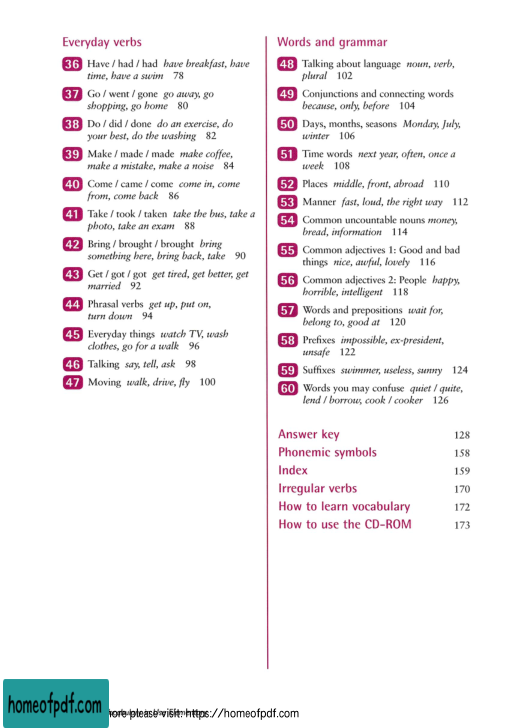 Everyday verbs
36 Have / had / had have breakfast, have
time, have a swim 78
37 Go / went / gone go away, go
shopping, go home 80
38 Do / did / done do an exercise, do
your best, do the washing 82
39 Make / made / made make coffee,
make a mistake, make a noise 84
40 Come / came / come come in, come
from, come back 86
41 Take / took / taken take the bus, take a
photo, take an exam 88
42 Bring / brought / brought bring
something here, bring back, take 90
43 Get / got / got get tired, get better, get
married 92
44 Phrasal verbs get up, put on,
turn down 94
45 Everyday things watch TV, wash
clothes, go for a walk 96
46 Talking say, tell, ask 98
47 Moving walk, drive, fly 100
Words and grammar
48 Talking about language noun, verb,
plural 102
49 Conjunctions and connecting words
because, only, before 104
50 Days, months, seasons Monday, July,
winter 106
51 Time words next year, often, once a
week 108
52 Places middle, front, abroad 110
53 Manner fast, loud, the right way 112
54 Common uncountable nouns money,
bread, information 114
55 Common adjectives 1: Good and bad
things nice, awful, lovely 116
56 Common adjectives 2: People happy,
horrible, intelligent 118
57 Words and prepositions wait for,
belong to, good at 120
58 Prefixes impossible, ex-president,
unsafe 122
59 Suffixes swimmer, useless, sunny 124
60 Words you may confuse quiet / quite,
lend / borrow, cook / cooker 126
Answer key 128
Phonemic symbols 158
Index 159
Irregular verbs 170
How to learn vocabulary 172
How to use the CD-ROM 173
homeofpdf.com
please visit: https://homeofpdf.com